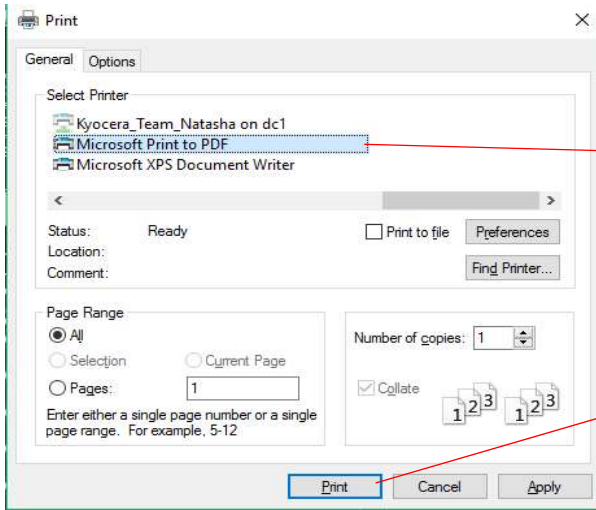 Print
General Options
Select Printer
Kyocera_Team_Natasha on dc1
Microsoft Print to PDF
Microsoft XPS Document Writer
Status: Ready
Print to file
Preferences
Location:
Comment:
Find Printer...
Page Range
All
Selection
Current Page
Pages: 1
Enter either a single page number or a single
page range. For example, 5-12
Number of copies: 1
Collate
1 2 3 1 2 3
Print Cancel Apply